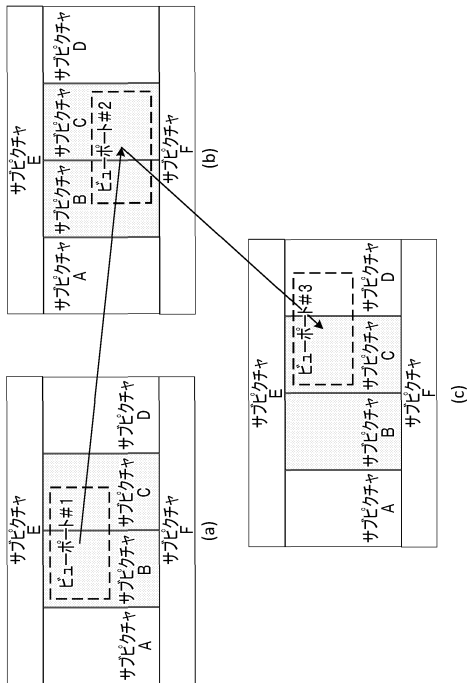 サブピクチャ
E
ビューポート#1
サブピクチャ
A
サブピクチャ
B
サブピクチャ
C
サブピクチャ
D
サブピクチャ
F
(a)
サブピクチャ
E
サブピクチャ
A
サブピクチャ
B
サブピクチャ
C
サブピクチャ
D
ビューポート#2
サブピクチャ
F
(b)
サブピクチャ
E
ビューポート#3
サブピクチャ
A
サブピクチャ
B
サブピクチャ
C
サブピクチャ
D
サブピクチャ
F
(c)